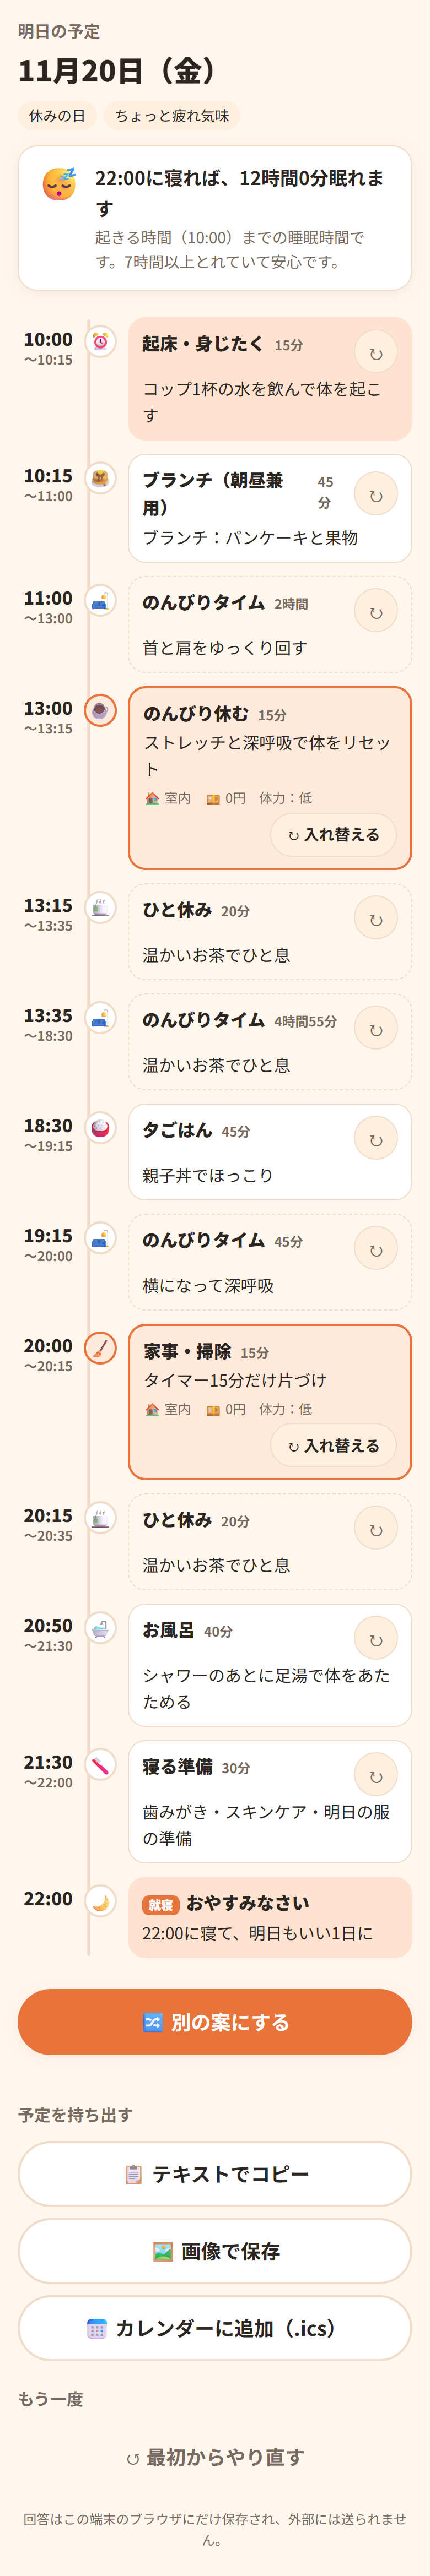 明日の予定
11月20日（金）
休みの日 ちょっと疲れ気味
22:00に寝れば、12時間0分眠れま
す
起きる時間（10:00）までの睡眠時間で
す。7時間以上とれていて安心です。
10:00
～10:15
起床・身じたく 15分
コップ1杯の水を飲んで体を起こ
す
10:15
～11:00
ブランチ（朝昼兼
用）
45
分
ブランチ：パンケーキと果物
11:00
～13:00
のんびりタイム 2時間
首と肩をゆっくり回す
13:00
～13:15
のんびり休む 15分
ストレッチと深呼吸で体をリセッ
ト
室内 0円 体力：低
↻ 入れ替える
13:15
～13:35
ひと休み 20分
温かいお茶でひと息
13:35
～18:30
のんびりタイム 4時間55分
温かいお茶でひと息
18:30
～19:15
夕ごはん 45分
親子丼でほっこり
19:15
～20:00
のんびりタイム 45分
横になって深呼吸
20:00
～20:15
家事・掃除 15分
タイマー15分だけ片づけ
室内 0円 体力：低
↻ 入れ替える
20:15
～20:35
ひと休み 20分
温かいお茶でひと息
20:50
～21:30
お風呂 40分
シャワーのあとに足湯で体をあた
ためる
21:30
～22:00
寝る準備 30分
歯みがき・スキンケア・明日の服
の準備
22:00
就寝 おやすみなさい
22:00に寝て、明日もいい1日に
別の案にする
予定を持ち出す
テキストでコピー
画像で保存
カレンダーに追加（.ics）
もう一度
↺ 最初からやり直す
回答はこの端末のブラウザにだけ保存され、外部には送られませ
ん。